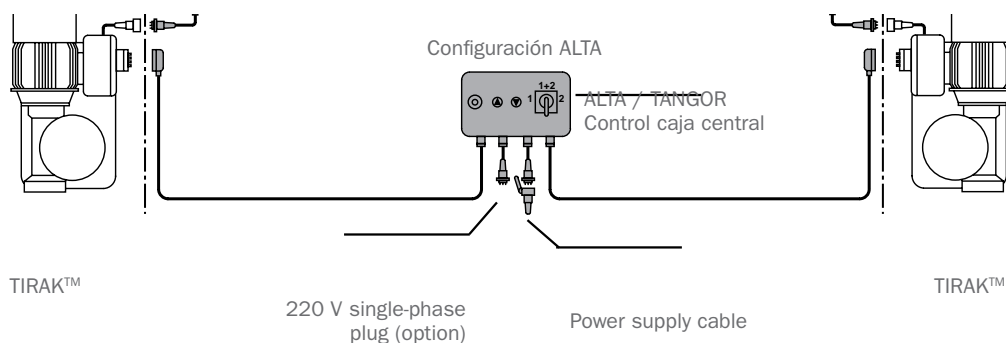 Configuración ALTA
1+2
1
2
ALTA / TANGOR
Control caja central
TIRAK™
TIRAK™
220 V single-phase
plug (option)
Power supply cable